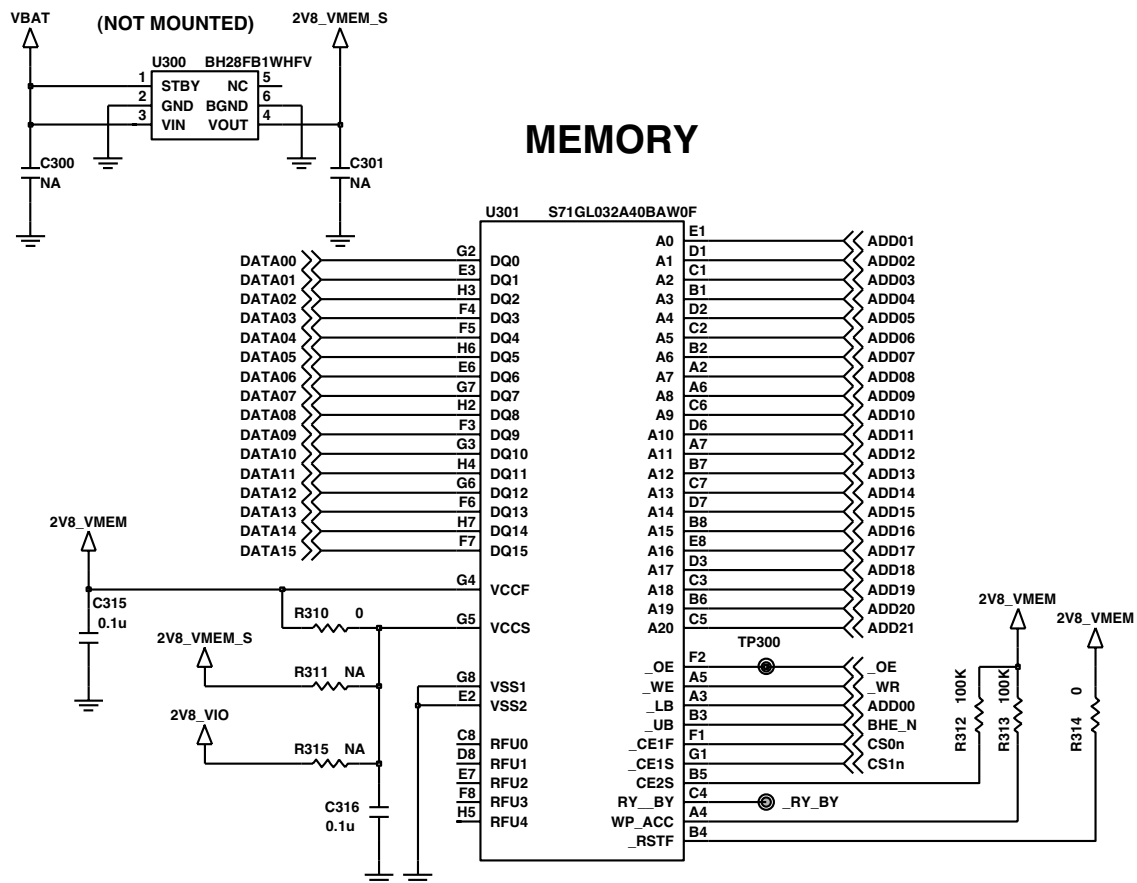 VBAT (NOT MOUNTED) 2V8_VMEM_S
U300 BH28FB1WHFV
1 STBY NC 5
2 GND BGND 6
3 VIN VOUT 4
C300
NA
C301
NA
MEMORY
U301 S71GL032A40BAW0F
A0 E1 ADD01
DATA00 G2 DQ0 A1 D1 ADD02
DATA01 E3 DQ1 A2 C1 ADD03
DATA02 H3 DQ2 A3 B1 ADD04
DATA03 F4 DQ3 A4 D2 ADD05
DATA04 F5 DQ4 A5 C2 ADD06
DATA05 H6 DQ5 A6 B2 ADD07
DATA06 E6 DQ6 A7 A2 ADD08
DATA07 G7 DQ7 A8 A6 ADD09
DATA08 H2 DQ8 A9 C6 ADD10
DATA09 F3 DQ9 A10 D6 ADD11
DATA10 G3 DQ10 A11 A7 ADD12
DATA11 H4 DQ11 A12 B7 ADD13
DATA12 G6 DQ12 A13 C7 ADD14
DATA13 F6 DQ13 A14 D7 ADD15
DATA14 H7 DQ14 A15 B8 ADD16
DATA15 F7 DQ15 A16 E8 ADD17
A17 D3 ADD18
2V8_VMEM
G4 VCCF A18 C3 ADD19
A19 B6 ADD20
C315
0.1u
R310 0 G5 VCCS A20 C5 ADD21
2V8_VMEM 2V8_VMEM
TP300
2V8_VMEM_S
_OE F2 _OE
R311 NA G8 VSS1 _WE A5 _WR
E2 VSS2 _LB A3 ADD00
2V8_VIO
_UB B3 BHE_N
C8 RFU0 _CE1F F1 CS0n
R315 NA D8 RFU1 _CE1S G1 CS1n
E7 RFU2 CE2S B5
F8 RFU3 RY__BY C4 _RY_BY
H5 RFU4 WP_ACC A4
_RSTF B4
C316
0.1u
R312 100K
R313 100K
R314 0